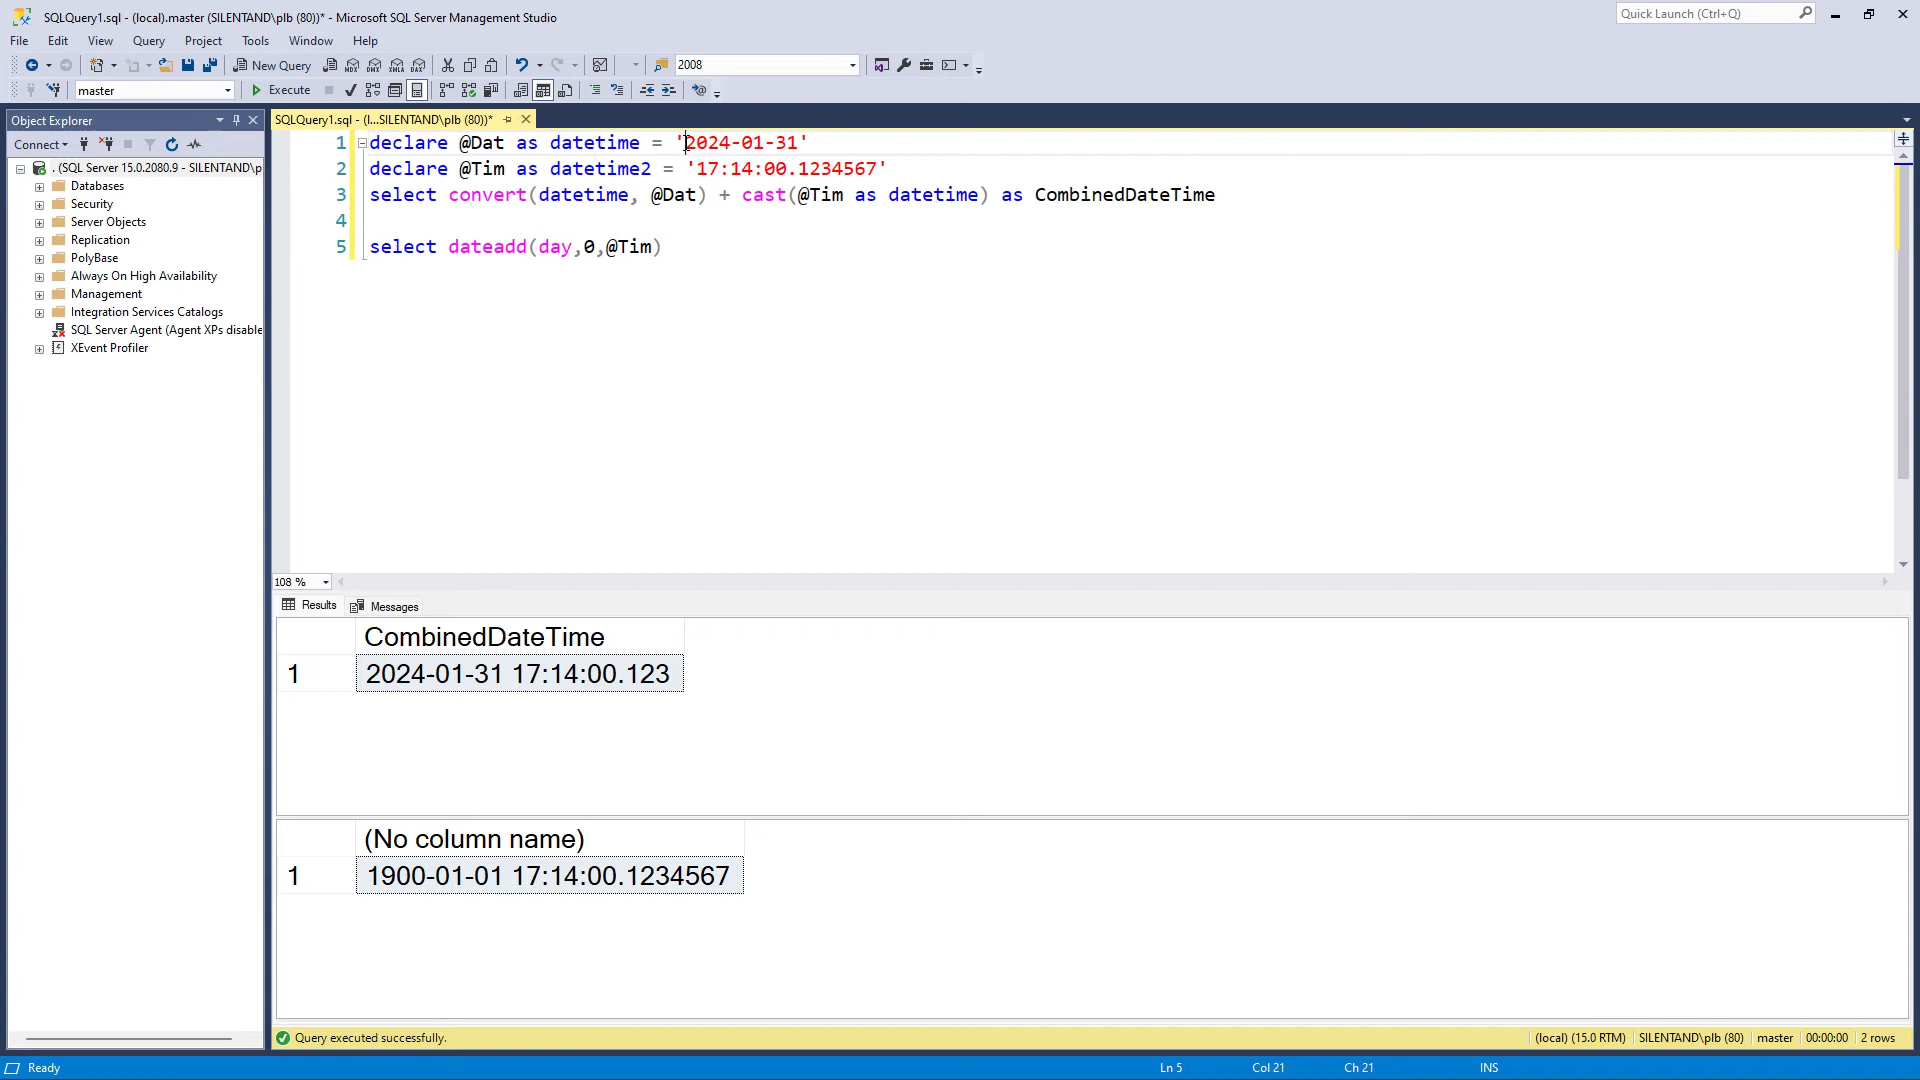 SQLQuery1.sql - (local).master (SILENTAND\plb (80))* - Microsoft SQL Server Management Studio
Quick Launch (Ctrl+Q)
File Edit View Query Project Tools Window Help
New Query
2008
master
Execute
Object Explorer
SQLQuery1.sql - (l...SILENTAND\plb (80))*
Connect
. (SQL Server 15.0.2080.9 - SILENTAND\p
Databases
Security
Server Objects
Replication
PolyBase
Always On High Availability
Management
Integration Services Catalogs
SQL Server Agent (Agent XPs disable
XEvent Profiler
1 declare @Dat as datetime = '2024-01-31'
2 declare @Tim as datetime2 = '17:14:00.1234567'
3 select convert(datetime, @Dat) + cast(@Tim as datetime) as CombinedDateTime
4
5 select dateadd(day,0,@Tim)
108 %
Results Messages
CombinedDateTime
1 2024-01-31 17:14:00.123
(No column name)
1 1900-01-01 17:14:00.1234567
Query executed successfully.
(local) (15.0 RTM) SILENTAND\plb (80) master 00:00:00 2 rows
Ready
Ln 5 Col 21 Ch 21 INS